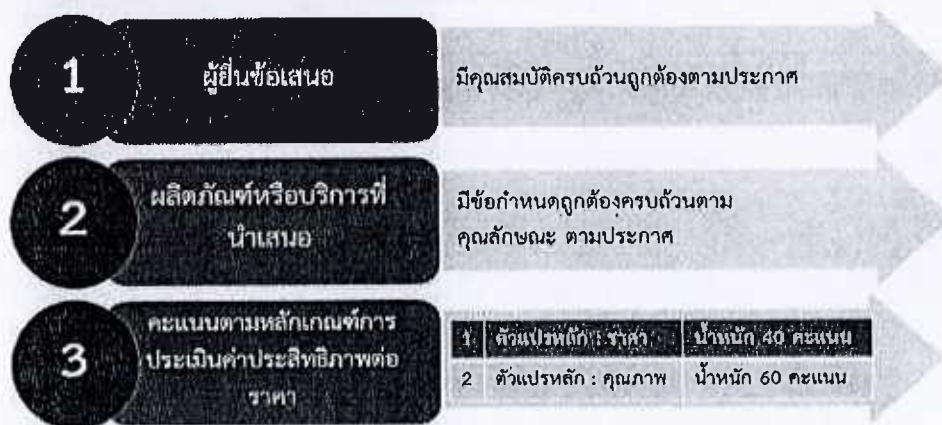 1
ผู้ยื่นข้อเสนอ
มีคุณสมบัติครบถ้วนถูกต้องตามประกาศ
2
ผลิตภัณฑ์หรือบริการที่
นำเสนอ
มีข้อกำหนดถูกต้องครบถ้วนตาม
คุณลักษณะ ตามประกาศ
3
คะแนนตามหลักเกณฑ์การ
ประเมินค่าประสิทธิภาพต่อ
ราคา
1 ตัวแปรหลัก : ราคา น้ำหนัก 40 คะแนน
2 ตัวแปรหลัก : คุณภาพ น้ำหนัก 60 คะแนน